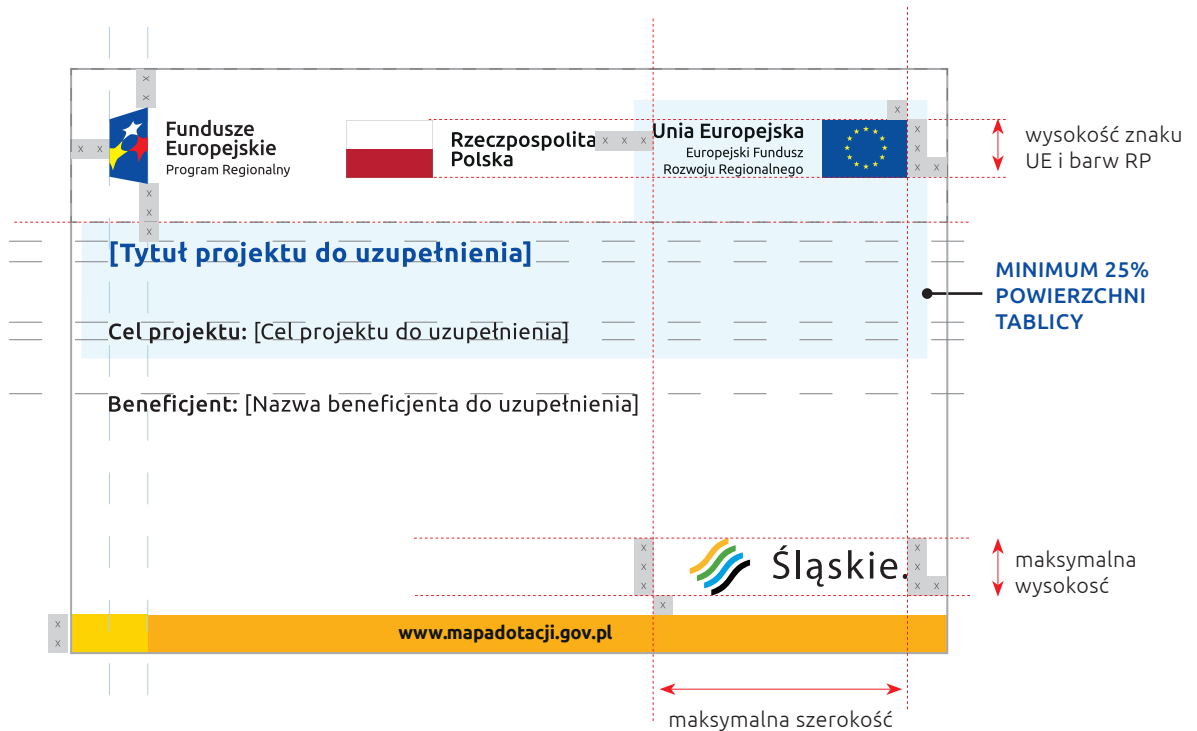 Fundusze
Europejskie
Program Regionalny
Rzeczpospolita
Polska
Unia Europejska
Europejski Fundusz
Rozwoju Regionalnego
wysokość znaku
UE i barw RP
x
x
x x
x
x
x
x x x
x
x
x x
[Tytuł projektu do uzupełnienia]
MINIMUM 25%
POWIERZCHNI
TABLICY
Cel projektu: [Cel projektu do uzupełnienia]
Beneficjent: [Nazwa beneficjenta do uzupełnienia]
x
x
x
x
Śląskie.
x
x
x x
maksymalna
wysokosć
x
x
www.mapadotacji.gov.pl
maksymalna szerokość